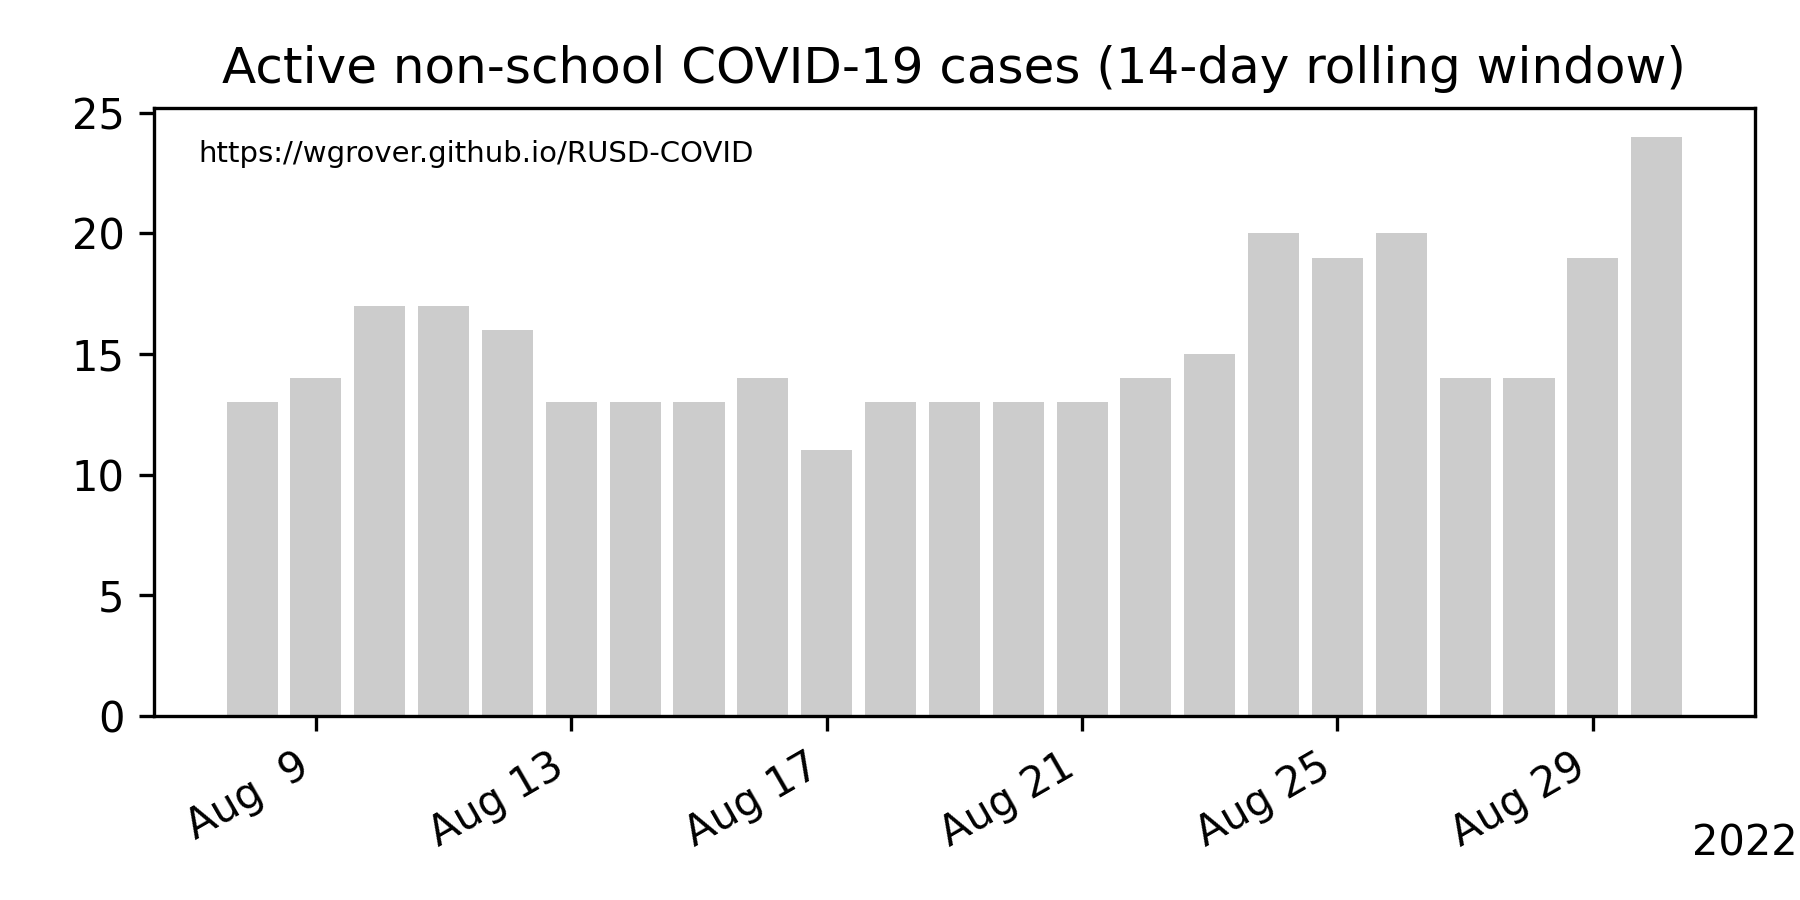 Active non-school COVID-19 cases (14-day rolling window)
25
https://wgrover.github.io/RUSD-COVID
20
15
10
5
0
Aug 9
Aug 13
Aug 17
Aug 21
Aug 25
Aug 29
2022